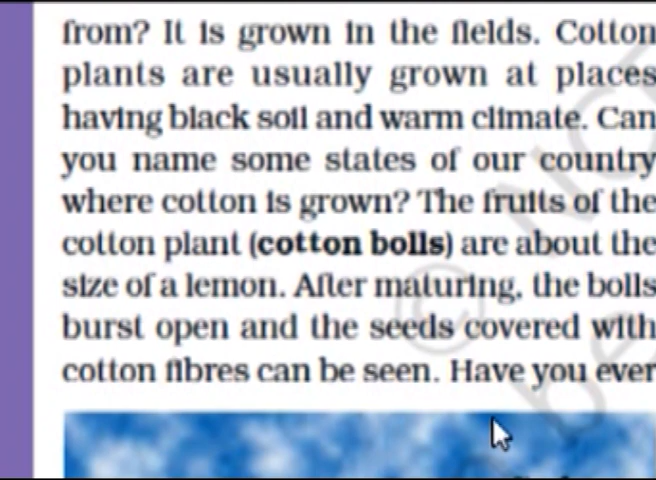 from? It is grown in the fields. Cotton
plants are usually grown at places
having black soil and warm climate. Can
you name some states of our country
where cotton is grown? The fruits of the
cotton plant (cotton bolls) are about the
size of a lemon. After maturing, the bolls
burst open and the seeds covered with
cotton fibres can be seen. Have you ever